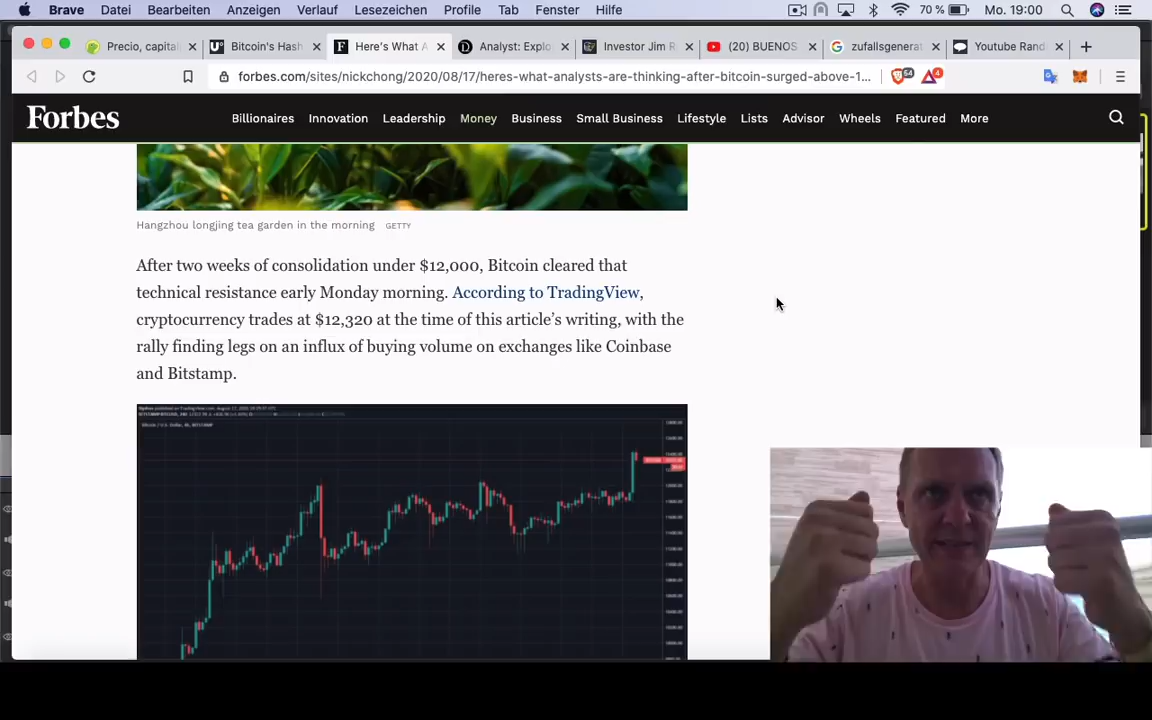 Brave Datei Bearbeiten Anzeigen Verlauf Lesezeichen Profile Tab Fenster Hilfe 70 % Mo. 19:00
Precio, capital Bitcoin's Hash Here's What A Analyst: Explo Investor Jim R (20) BUENOS zufallsgenera Youtube Rand
forbes.com/sites/nickchong/2020/08/17/heres-what-analysts-are-thinking-after-bitcoin-surged-above-1... 54 4
Forbes Billionaires Innovation Leadership Money Business Small Business Lifestyle Lists Advisor Wheels Featured More
Hangzhou longjing tea garden in the morning GETTY
After two weeks of consolidation under $12,000, Bitcoin cleared that
technical resistance early Monday morning. According to TradingView,
cryptocurrency trades at $12,320 at the time of this article's writing, with the
rally finding legs on an influx of buying volume on exchanges like Coinbase
and Bitstamp.